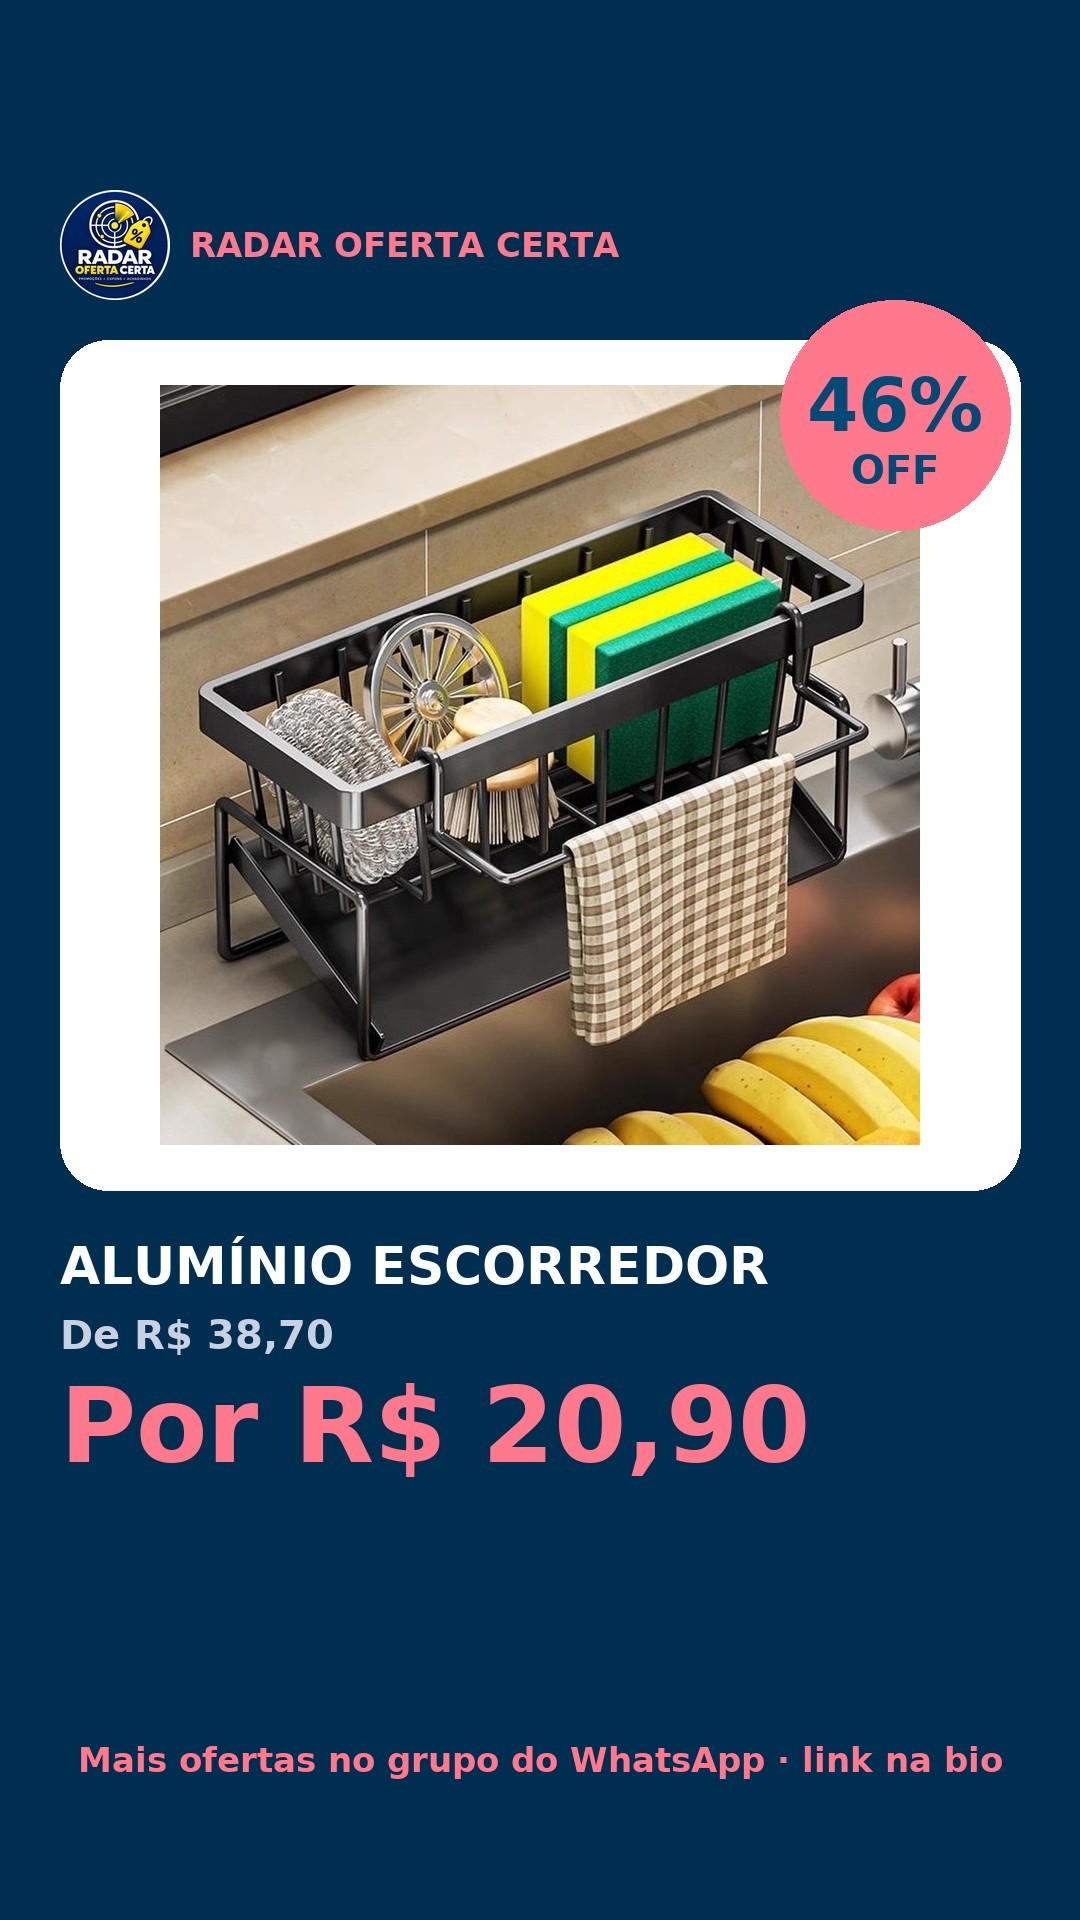 RADAR
OFERTA CERTA
RADAR OFERTA CERTA
46%
OFF
ALUMÍNIO ESCORREDOR
De R$ 38,70
Por R$ 20,90
Mais ofertas no grupo do WhatsApp · link na bio